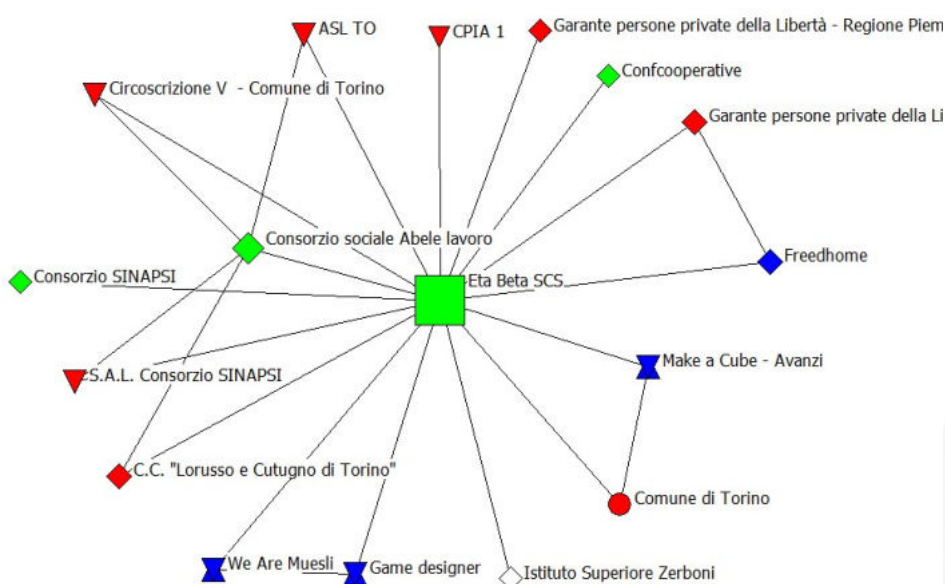 ASL TO
CPIA 1
Garante persone private della Libertà - Regione Piem
Confcooperative
Circoscrizione V - Comune di Torino
Garante persone private della Li
Consorzio sociale Abele lavoro
Freedhome
Consorzio SINAPSI
Eta Beta SCS
Make a Cube - Avanzi
S.A.L. Consorzio SINAPSI
C.C. "Lorusso e Cutugno di Torino"
Comune di Torino
We Are Muesli
Game designer
Istituto Superiore Zerboni